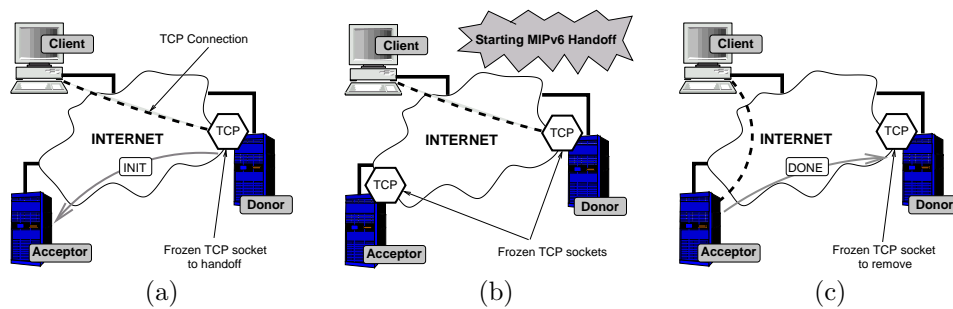 Client
TCP Connection
INTERNET
TCP
INIT
Donor
Acceptor
Frozen TCP socket
to handoff
(a)
Client
Starting MIPv6 Handoff
INTERNET
TCP
TCP
Donor
Acceptor
Frozen TCP sockets
(b)
Client
INTERNET
TCP
DONE
Donor
Acceptor
Frozen TCP socket
to remove
(c)